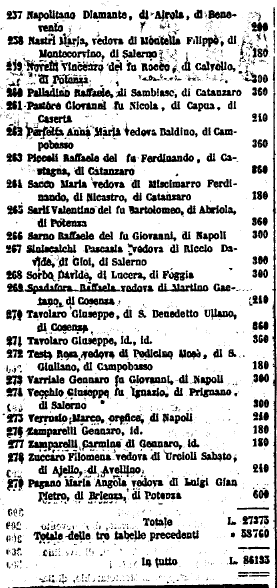 257 Napolitano Diamante, di Airola, di Benevento 200
258 Nastri Maria, vedova di Montella Filippo, di
Montecorvino, di Salerno 180
259 Novelli Vincenzo del fu Rocco, di Calvello,
di Potenza 300
260 Palladino Raffaele, di Sambiase, di Catanzaro 360
261 Pastore Giovanni fu Nicola, di Capua, di
Caserta 210
262 Perfetta Anna Maria vedova Baldino, di Campobasso 360
263 Piccoli Raffaele del fu Ferdinando, di Castagna, di Catanzaro 360
264 Sacco Maria vedova di Miscimarro Ferdinando, di Nicastro, di Catanzaro 180
265 Sarli Valentino del fu Bartolomeo, di Abriola,
di Potenza 360
266 Sarno Raffaele del fu Giovanni, di Napoli 300
267 Siniscalchi Pascasia vedova di Riccio Davide, di Gioi, di Salerno 300
268 Sorbo Davide, di Lucera, di Foggia 300
269 Spadafora Raffaela vedova di Martino Gaetano, di Cosenza 210
270 Tavolaro Giuseppe, di S. Benedetto Ullano,
di Cosenza 360
271 Tavolaro Giuseppe, id., id. 360
272 Testa Rosa vedova di Podicino Mosè, di S.
Giuliano, di Campobasso 180
273 Varriale Gennaro fu Giovanni, di Napoli 300
274 Vecchio Giuseppe fu Ignazio, di Prignano,
di Salerno 300
275 Verrusio Marco, orefice, di Napoli 210
276 Zamparelli Gennaro, id. 180
277 Zamparelli Carmina di Gennaro, id. 180
278 Zuccaro Filomena vedova di Urcioli Sabato,
di Ajello, di Avellino 210
279 Pagano Maria Angola vedova di Luigi Gian
Pietro, di Brienza, di Potenza 600
Totale L. 27375
Totale delle tre tabelle precedenti » 58760
In tutto L. 86135